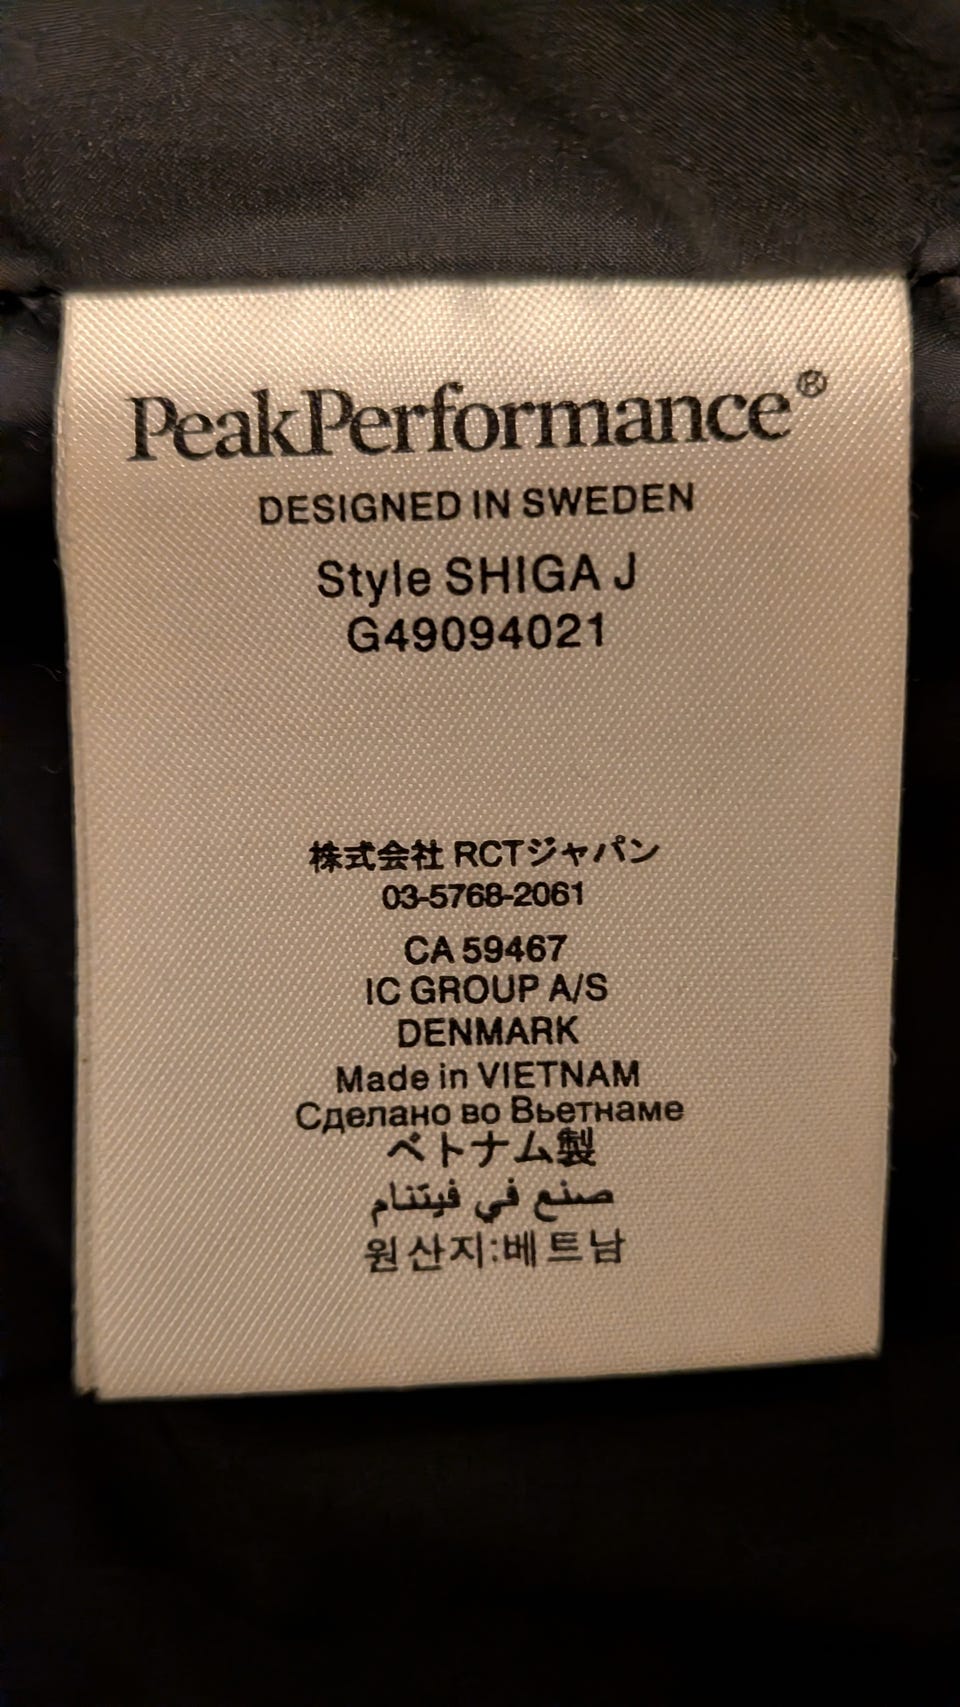 PeakPerformance®
DESIGNED IN SWEDEN
Style SHIGA J
G49094021
株式会社 RCTジャパン
03-5768-2061
CA 59467
IC GROUP A/S
DENMARK
Made in VIETNAM
Сделано во Вьетнаме
ベトナム製
صنع في فيتنام
원산지:베트남